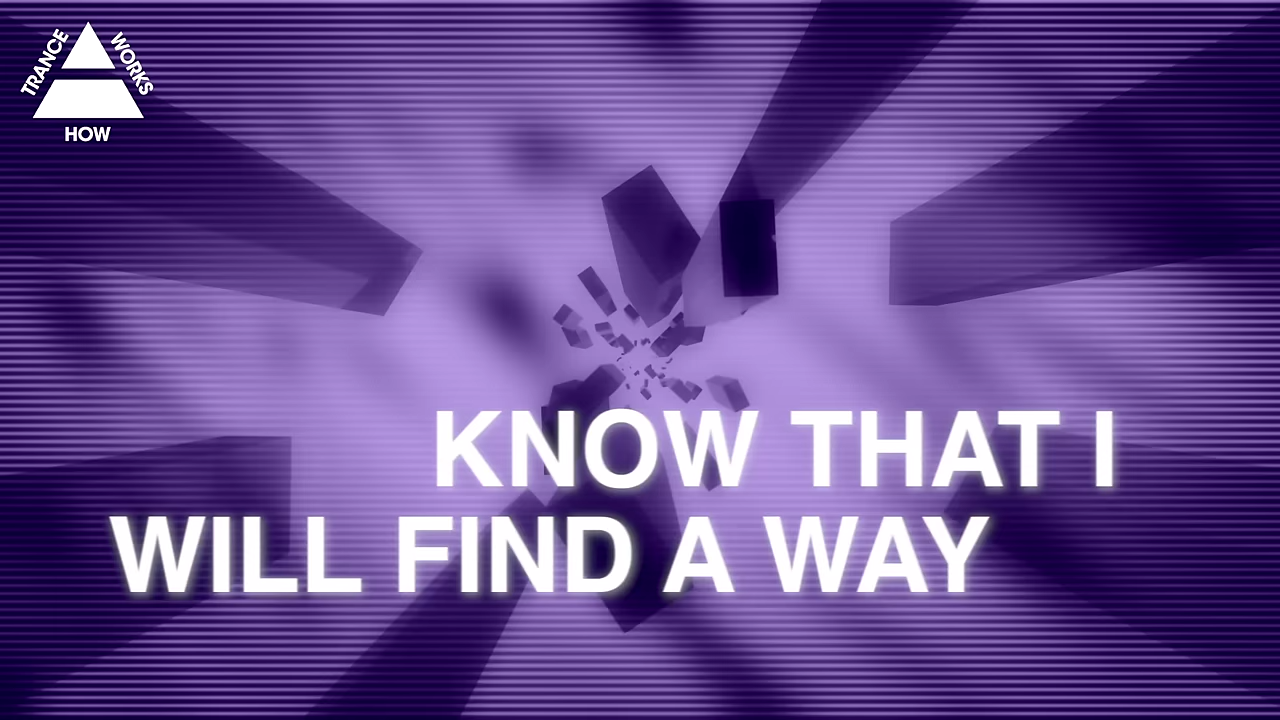 TRANCE
WORKS
HOW
KNOW THAT I
WILL FIND A WAY